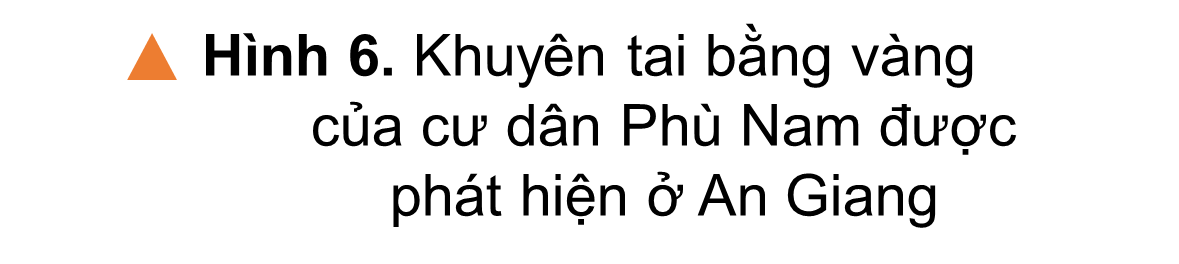 Hình 6. Khuyên tai bằng vàng
của cư dân Phù Nam được
phát hiện ở An Giang